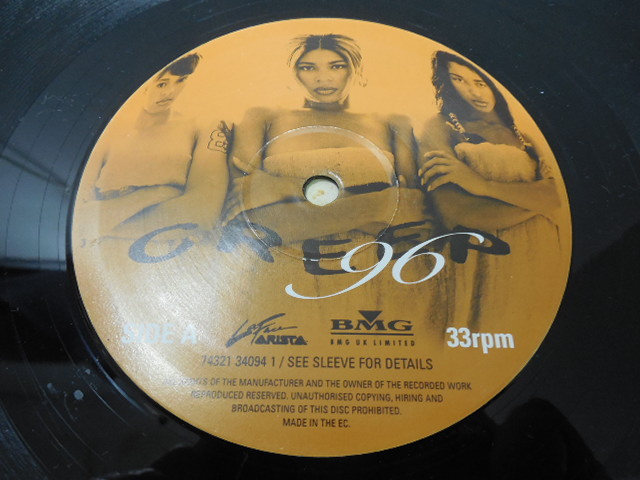 CREEP
96
SIDE A
LaFace
ARISTA
BMG
BMG UK LIMITED
33rpm
74321 34094 1 / SEE SLEEVE FOR DETAILS
OF THE MANUFACTURER AND THE OWNER OF THE RECORDED WORK
REPRODUCED RESERVED. UNAUTHORISED COPYING, HIRING AND
BROADCASTING OF THIS DISC PROHIBITED.
MADE IN THE EC.